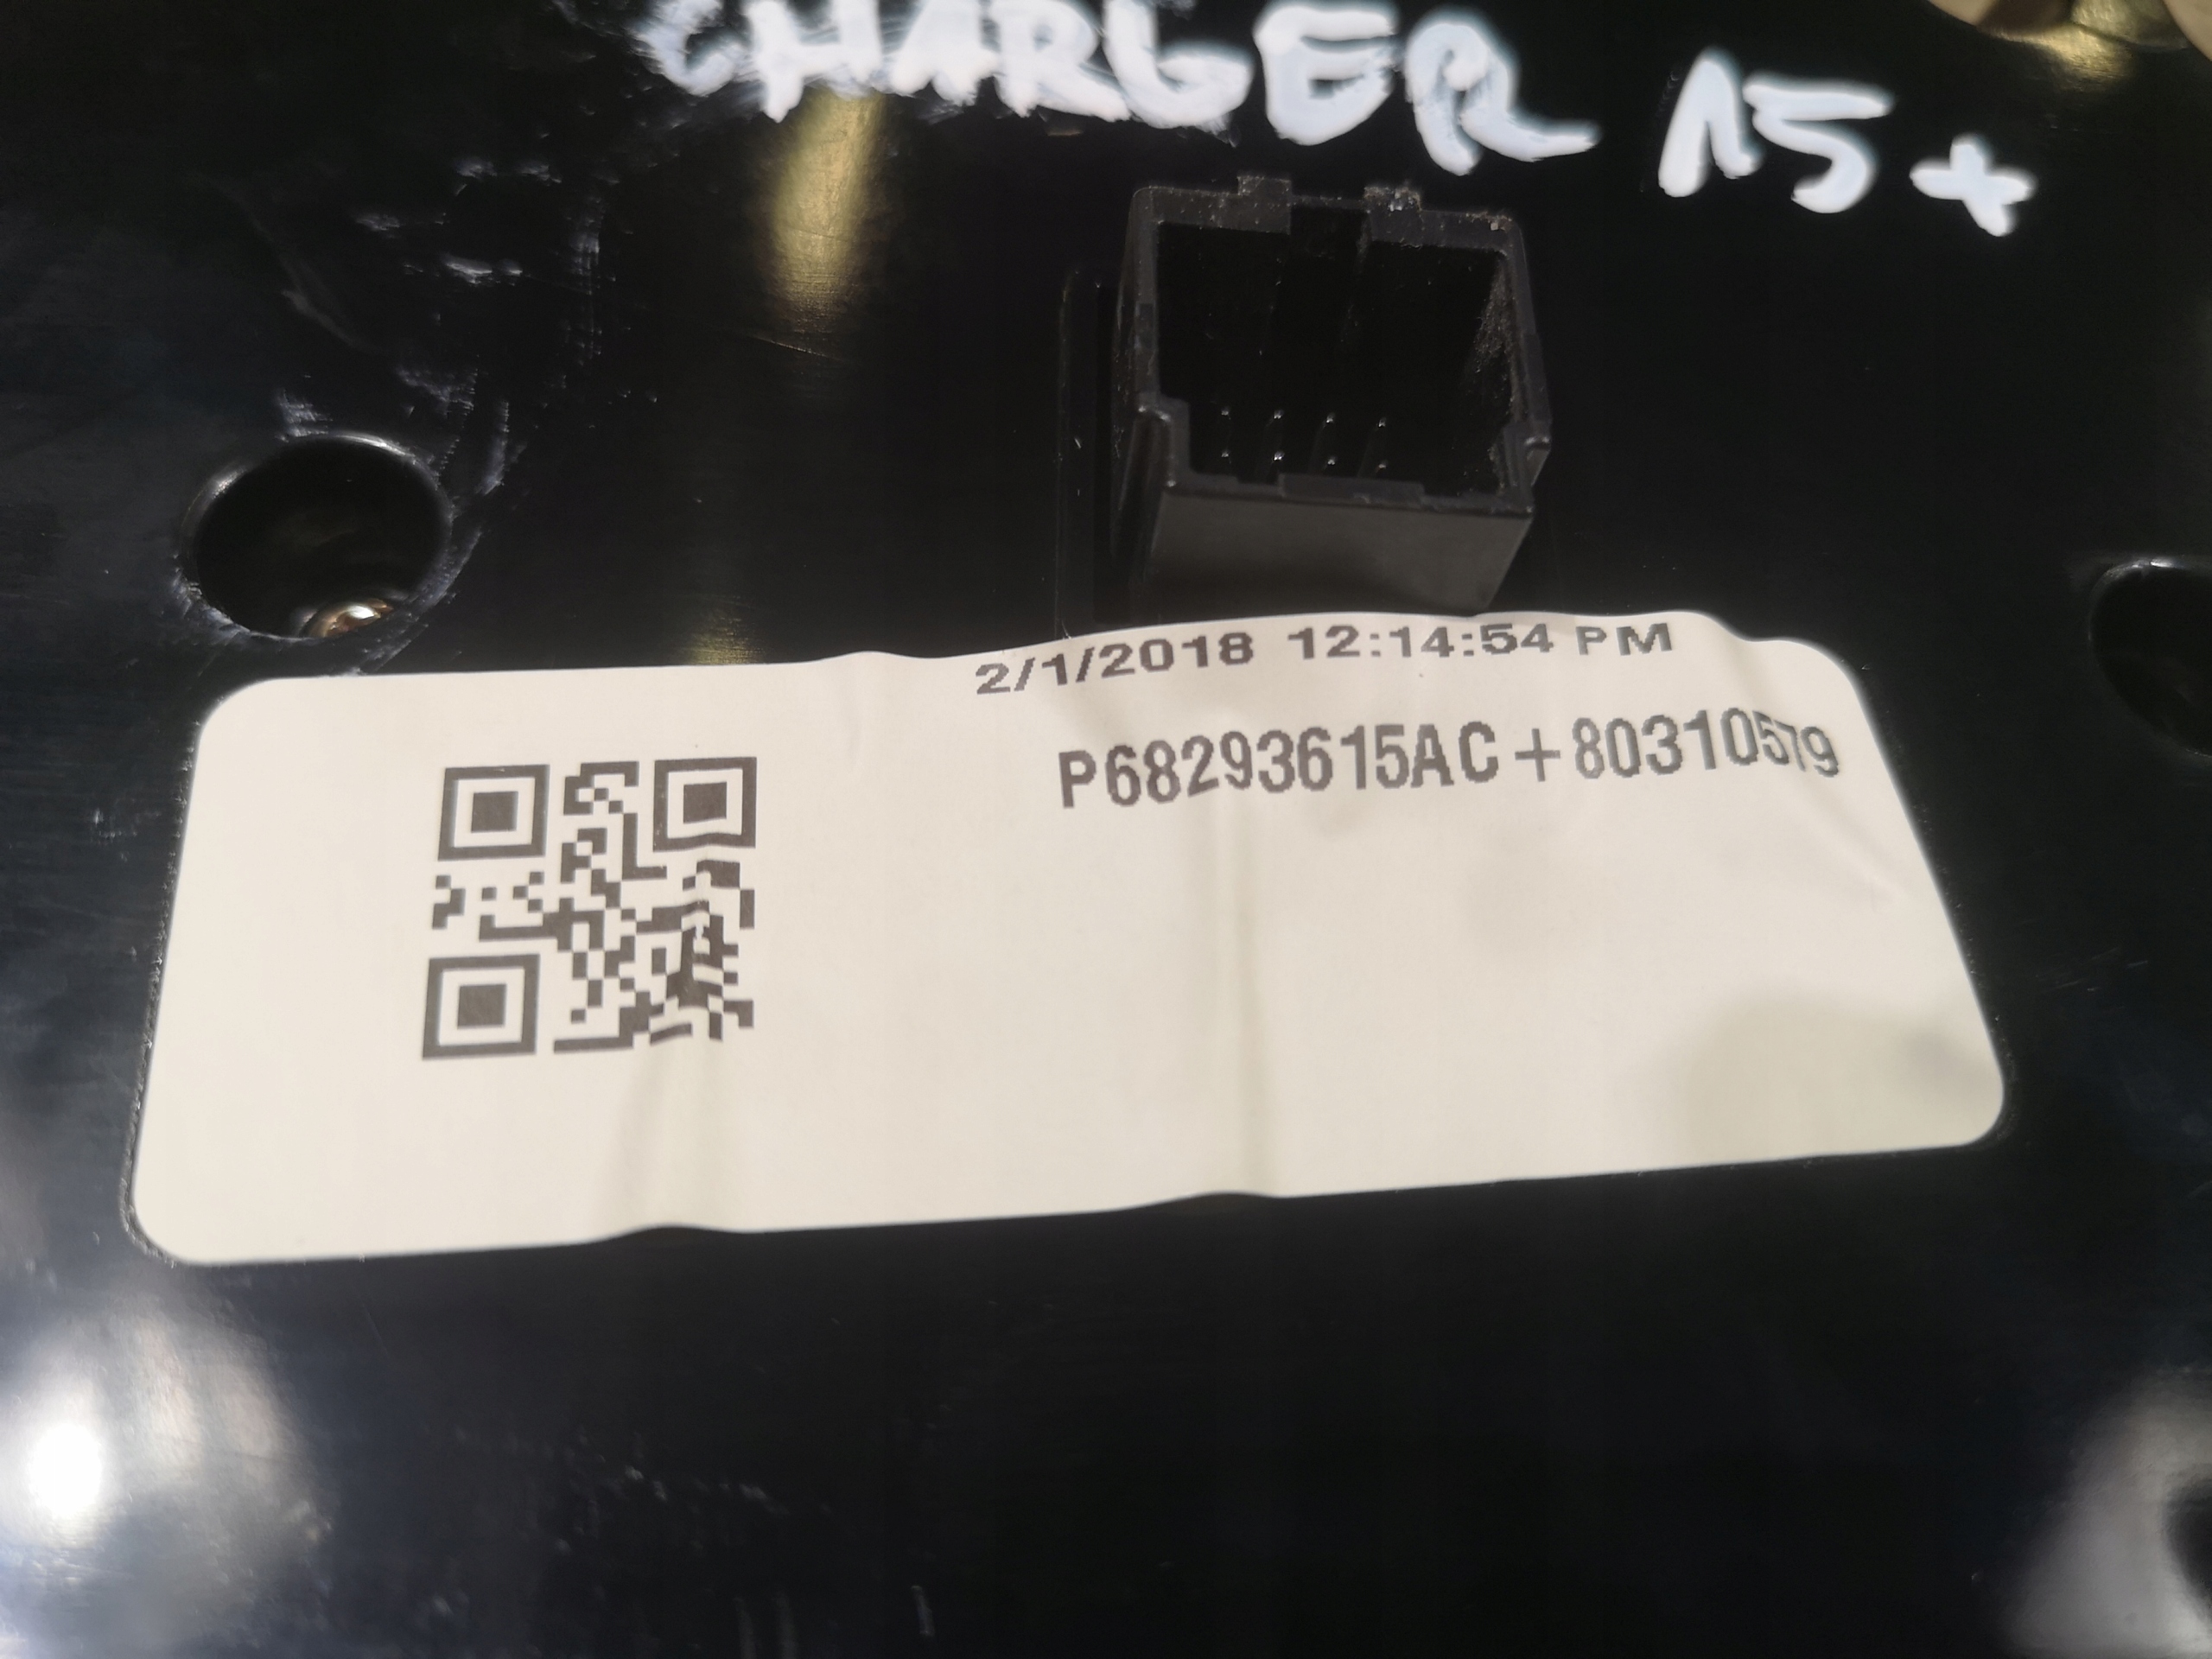 CHARGER 15+
2/1/2018 12:14:54 PM
P68293615AC+80310579